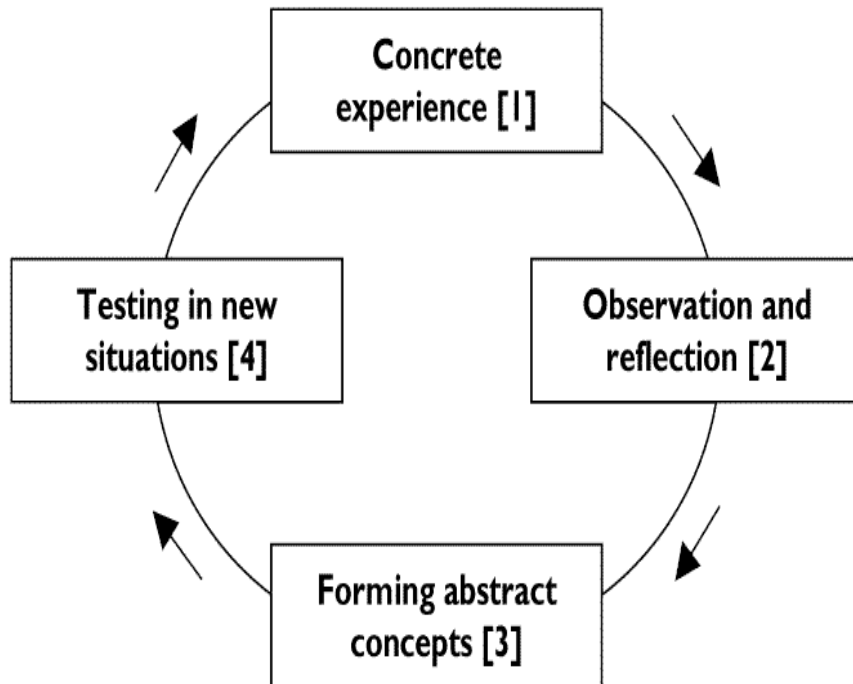 Concrete
experience [1]
Testing in new
situations [4]
Observation and
reflection [2]
Forming abstract
concepts [3]